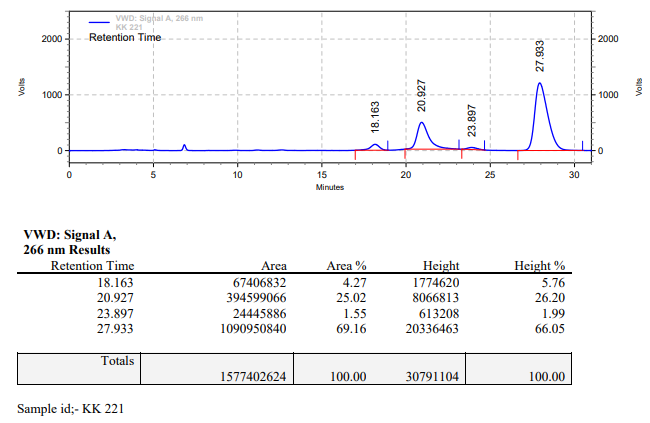 VWD: Signal A, 266 nm
KK 221
Retention Time
2000
1000
0
Volts
18.163
20.927
23.897
27.933
2000
1000
0
Volts
0 5 10 15 20 25 30
Minutes
VWD: Signal A,
266 nm Results
Retention Time Area Area % Height Height %
18.163 67406832 4.27 1774620 5.76
20.927 394599066 25.02 8066813 26.20
23.897 24445886 1.55 613208 1.99
27.933 1090950840 69.16 20336463 66.05
Totals
1577402624 100.00 30791104 100.00
Sample id;- KK 221